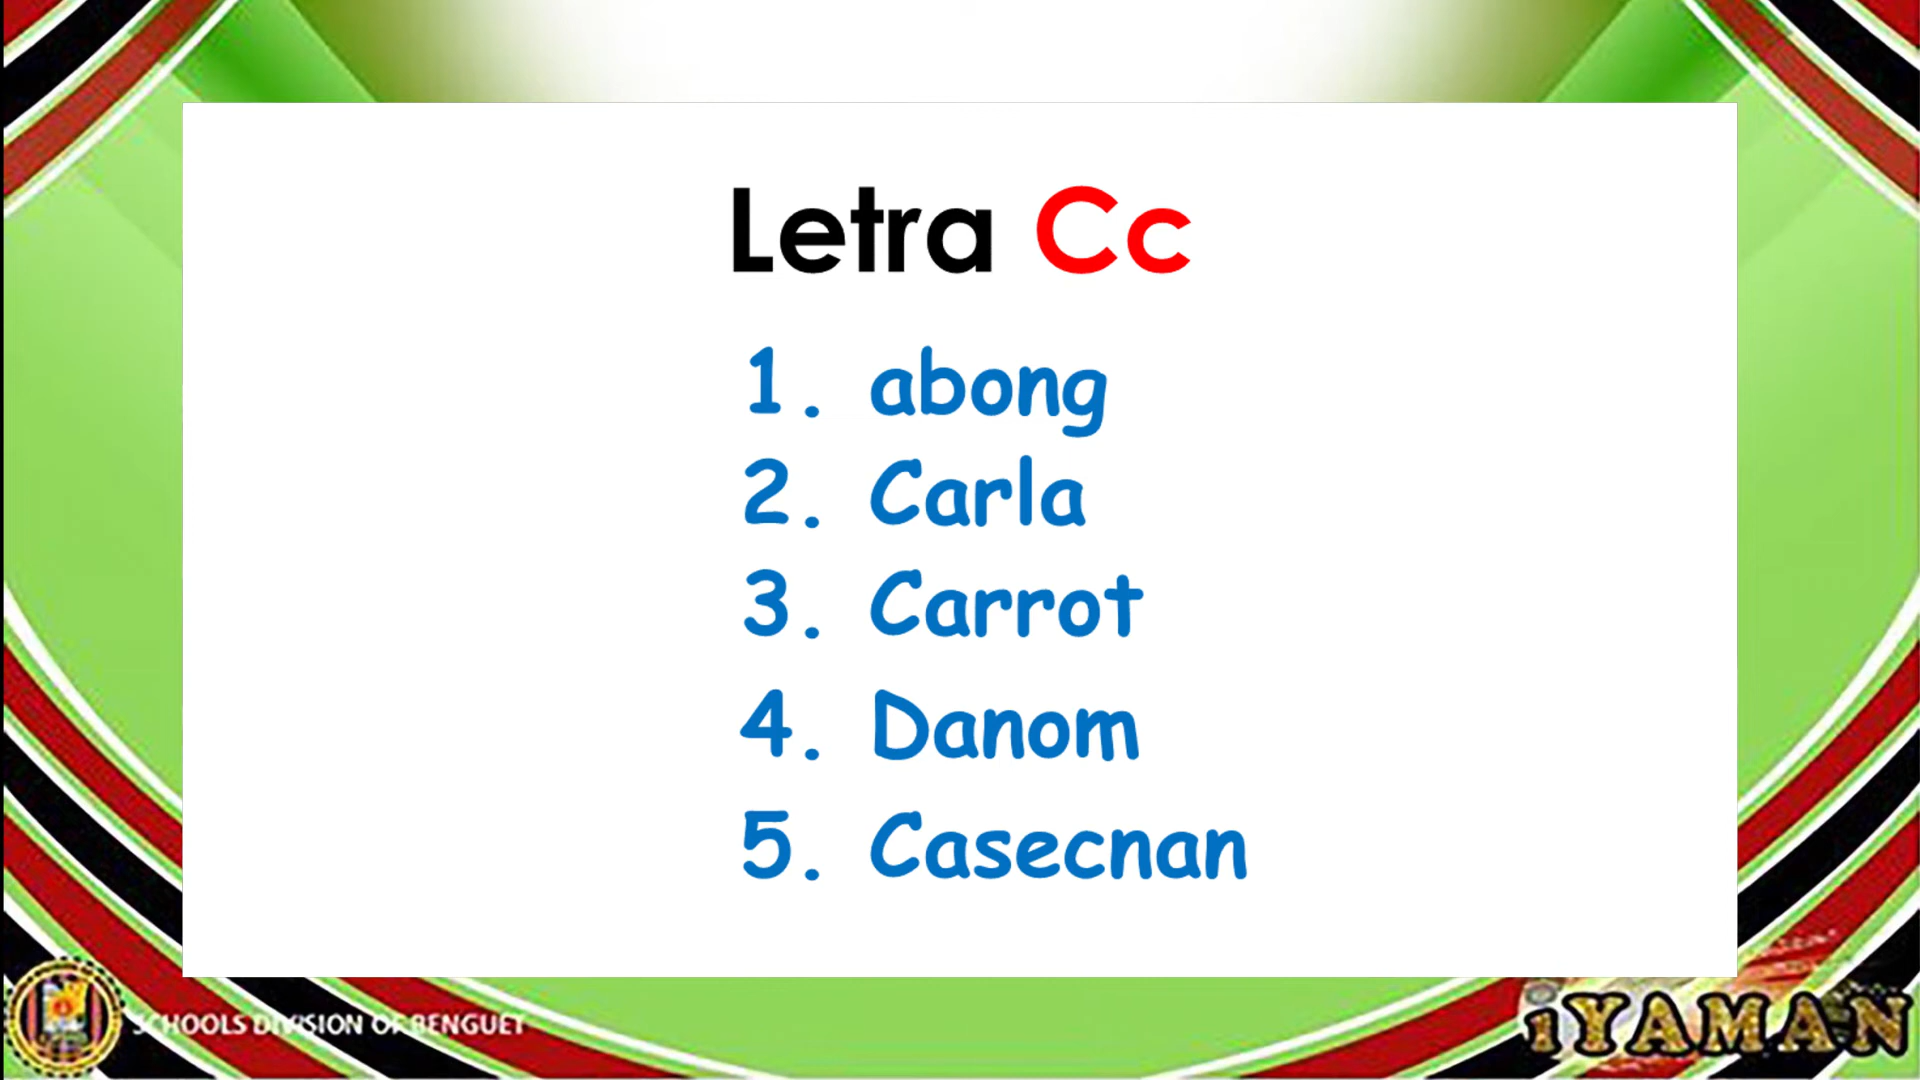 Letra Cc
1. abong
2. Carla
3. Carrot
4. Danom
5. Casecnan
SCHOOLS DIVISION OF BENGUET
iYAMAN